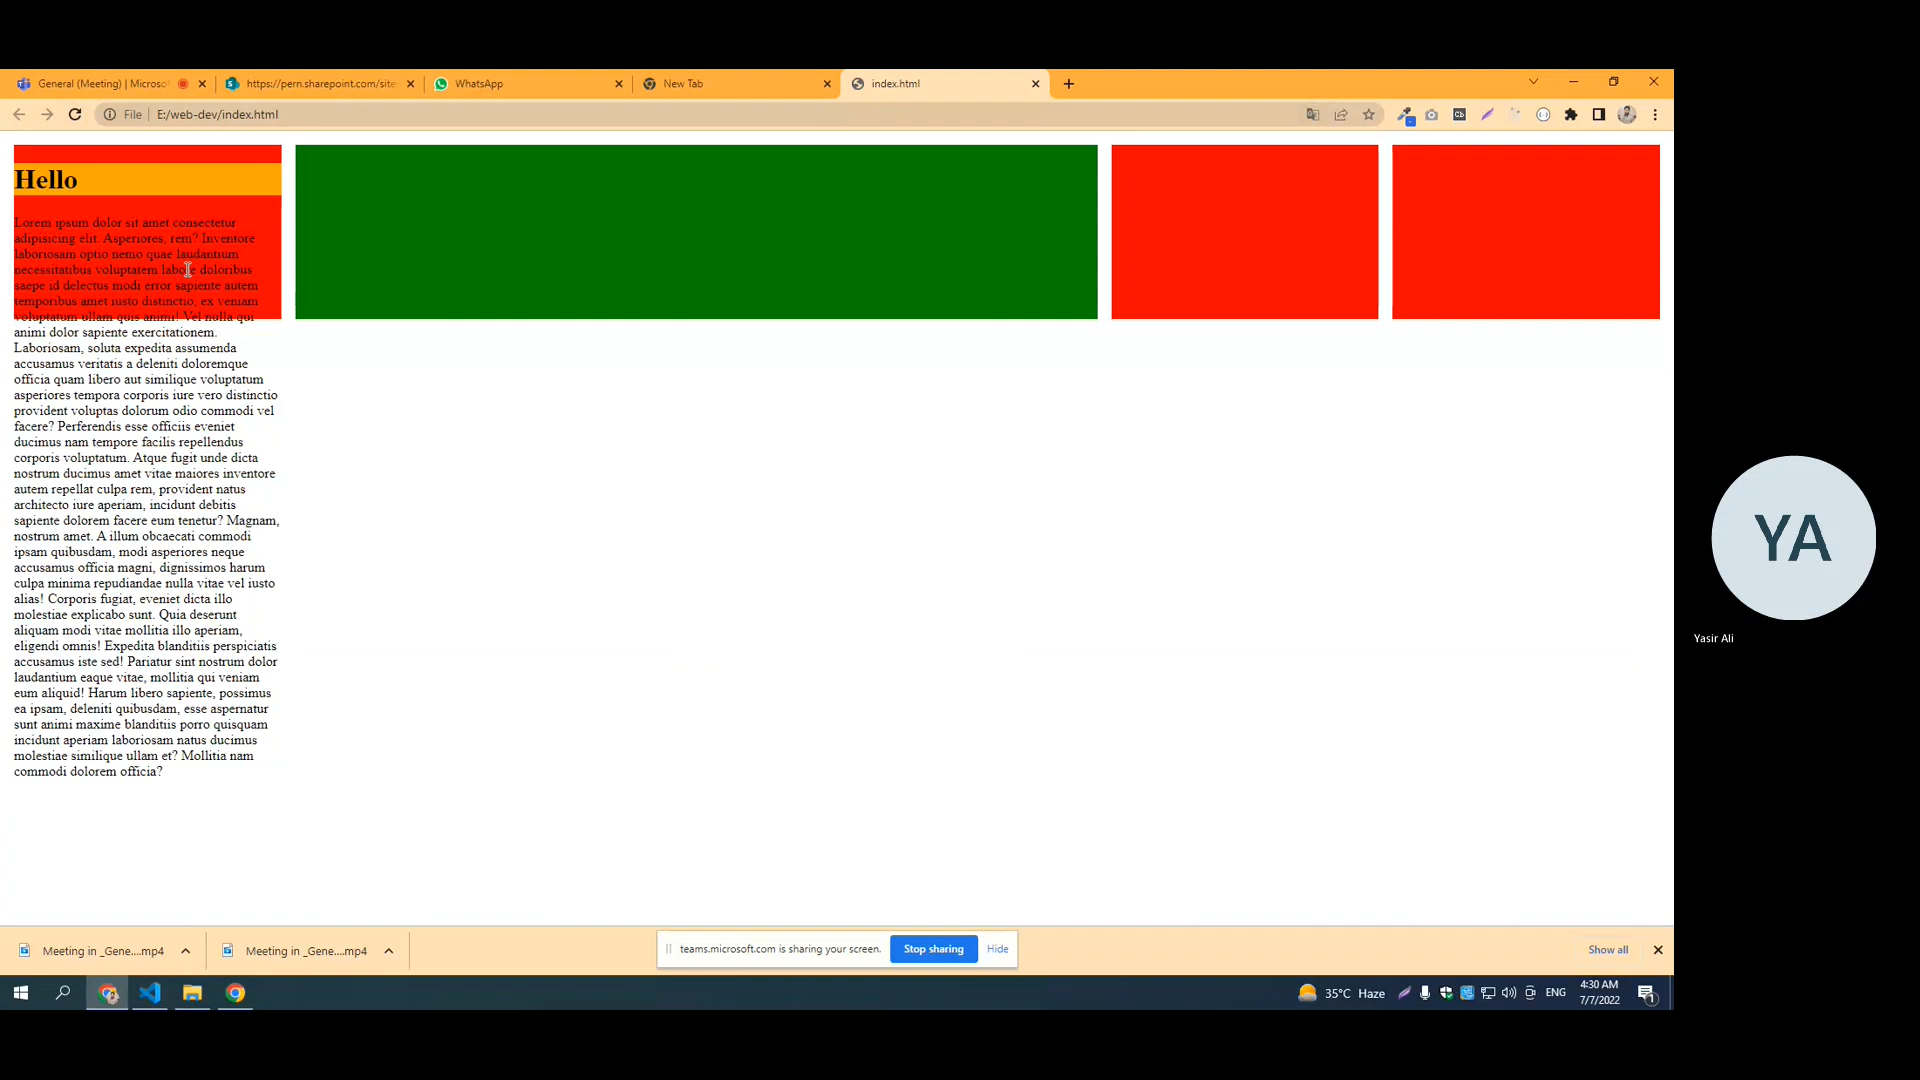 General (Meeting) | Microso
https://pern.sharepoint.com/site
WhatsApp
New Tab
index.html
File
E:/web-dev/index.html
Hello
Lorem ipsum dolor sit amet consectetur
adipisicing elit. Asperiores, rem? Inventore
laboriosam optio nemo quae laudantium
necessitatibus voluptatem labore doloribus
saepe id delectus modi error sapiente autem
temporibus amet iusto distinctio, ex veniam
voluptatum ullam quis animi! Vel nulla qui
animi dolor sapiente exercitationem.
Laboriosam, soluta expedita assumenda
accusamus veritatis a deleniti doloremque
officia quam libero aut similique voluptatum
asperiores tempora corporis iure vero distinctio
provident voluptas dolorum odio commodi vel
facere? Perferendis esse officiis eveniet
ducimus nam tempore facilis repellendus
corporis voluptatum. Atque fugit unde dicta
nostrum ducimus amet vitae maiores inventore
autem repellat culpa rem, provident natus
architecto iure aperiam, incidunt debitis
sapiente dolorem facere eum tenetur? Magnam,
nostrum amet. A illum obcaecati commodi
ipsam quibusdam, modi asperiores neque
accusamus officia magni, dignissimos harum
culpa minima repudiandae nulla vitae vel iusto
alias! Corporis fugiat, eveniet dicta illo
molestiae explicabo sunt. Quia deserunt
aliquam modi vitae mollitia illo aperiam,
eligendi omnis! Expedita blanditiis perspiciatis
accusamus iste sed! Pariatur sint nostrum dolor
laudantium eaque vitae, mollitia qui veniam
eum aliquid! Harum libero sapiente, possimus
ea ipsam, deleniti quibusdam, esse aspernatur
sunt animi maxime blanditiis porro quisquam
incidunt aperiam laboriosam natus ducimus
molestiae similique ullam et? Mollitia nam
commodi dolorem officia?
YA
Yasir Ali
Meeting in _Gene....mp4
Meeting in _Gene....mp4
teams.microsoft.com is sharing your screen.
Stop sharing
Hide
Show all
35°C Haze
ENG
4:30 AM
7/7/2022
1